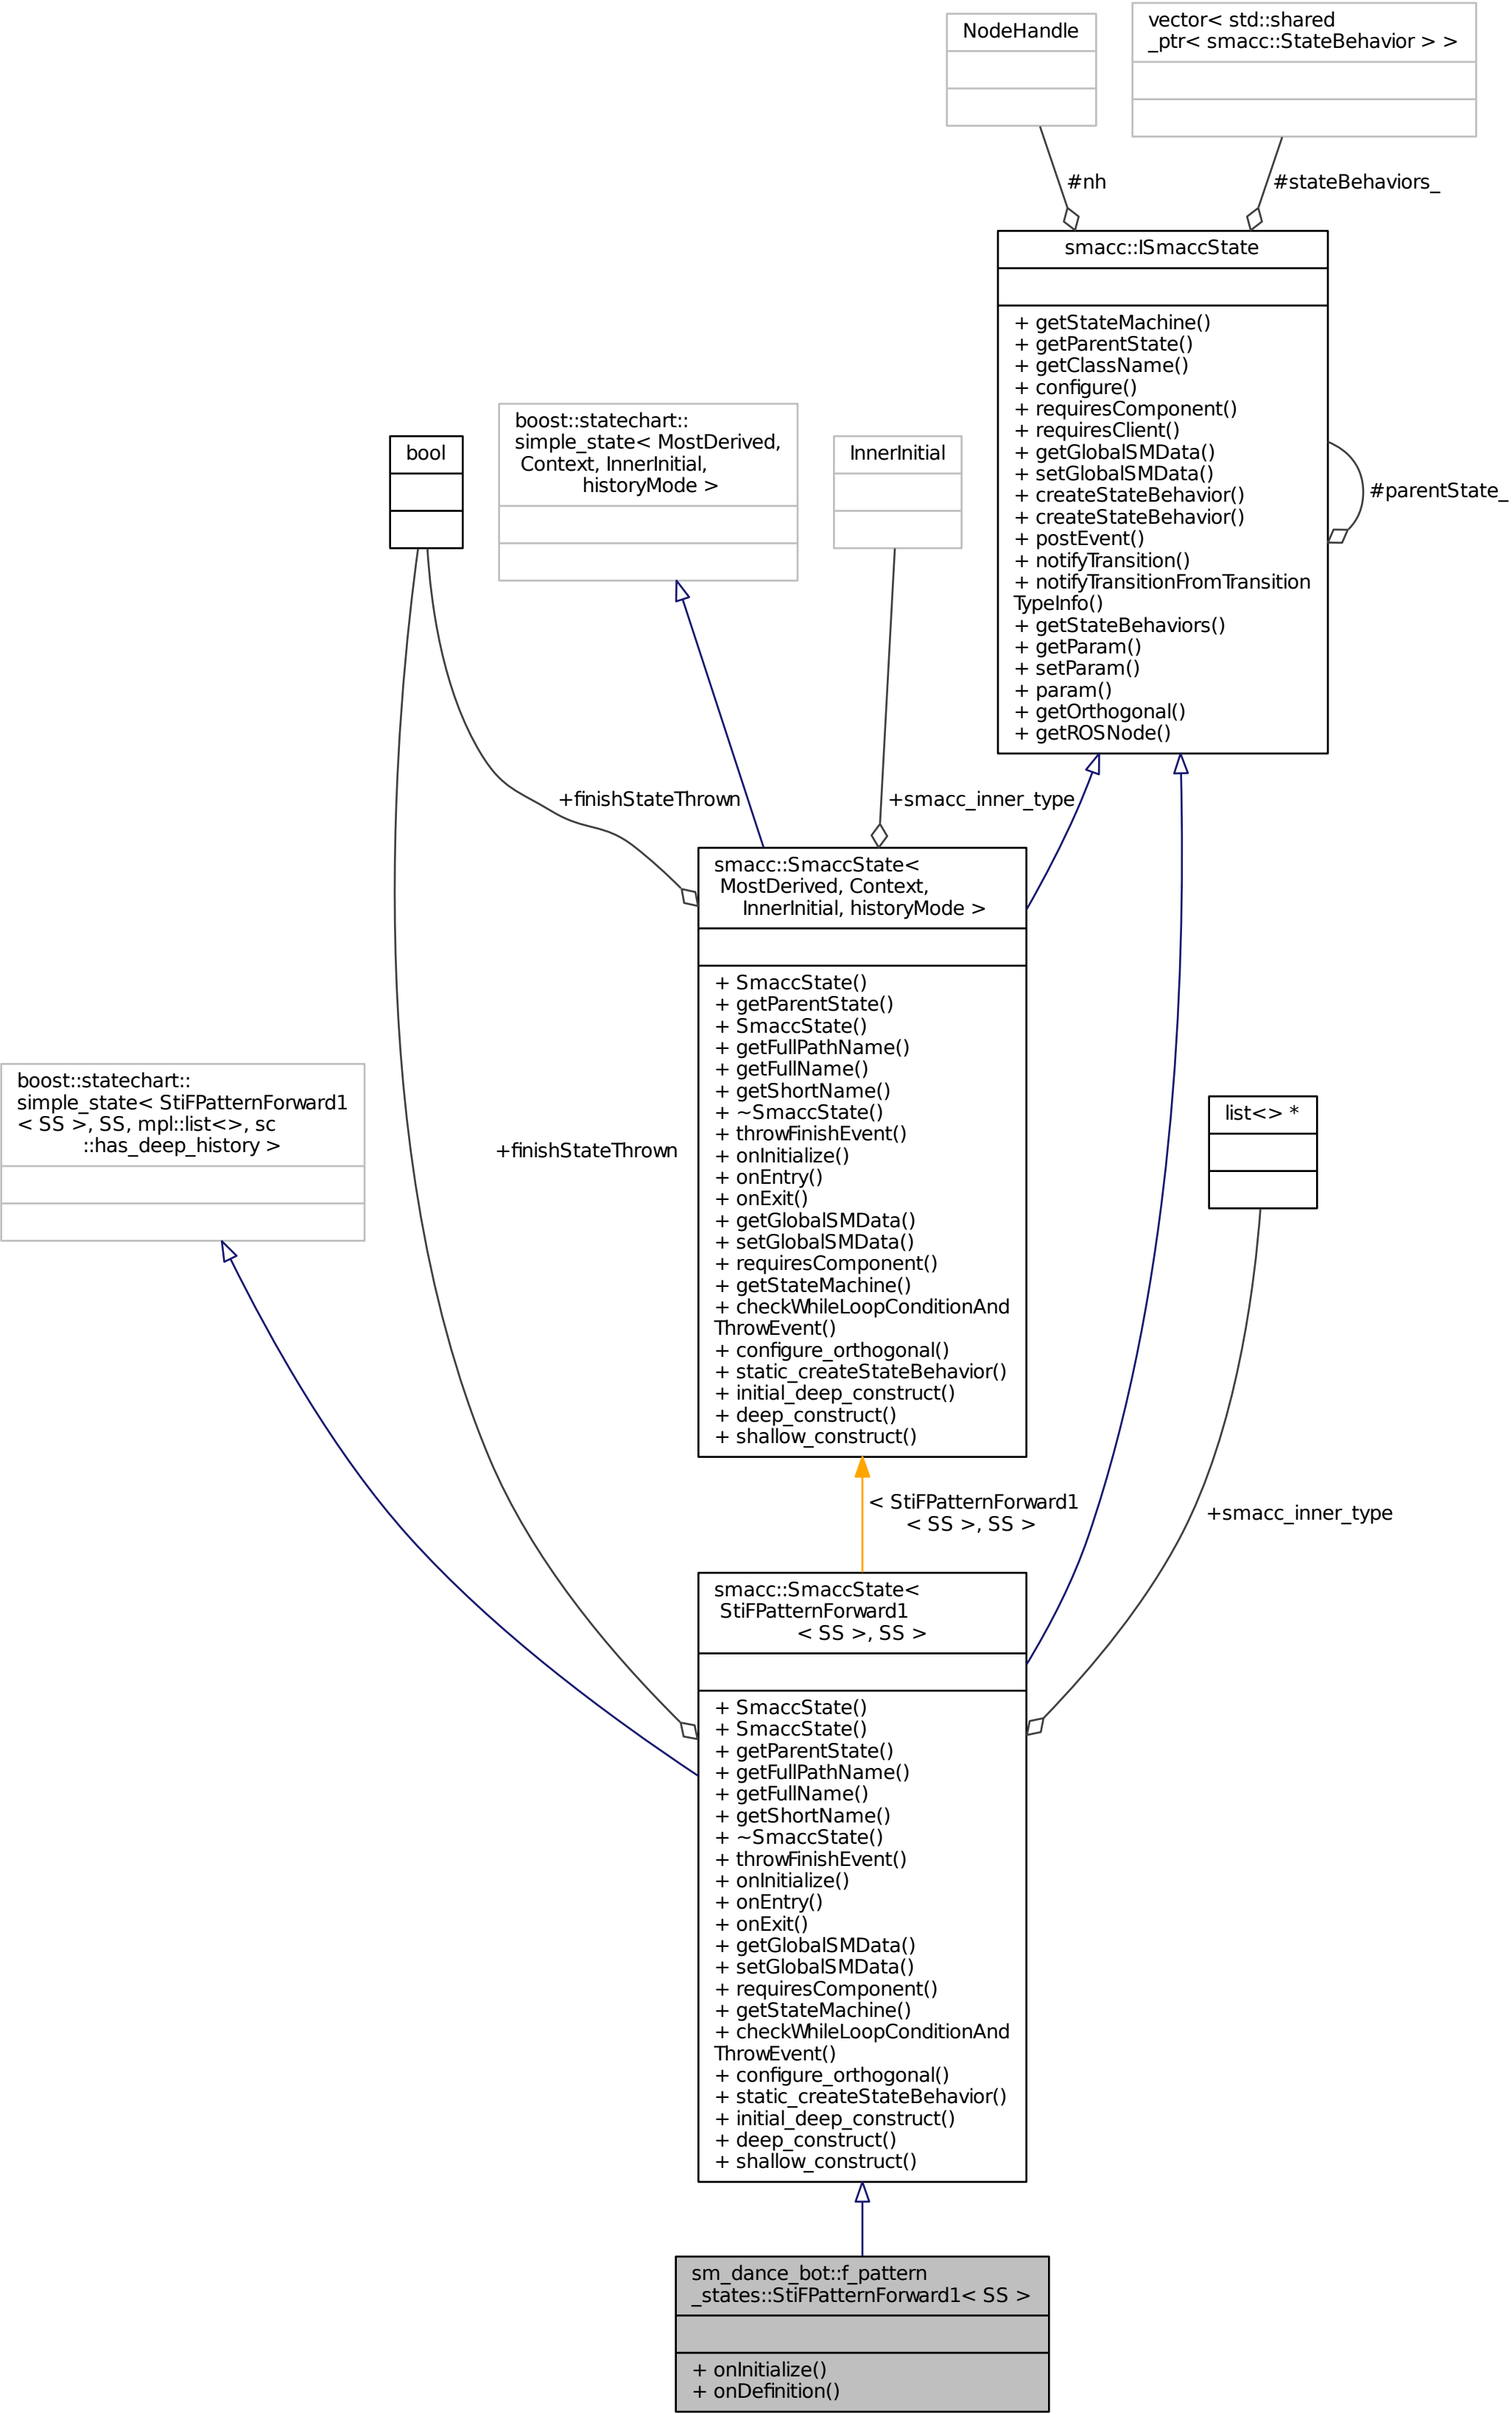 NodeHandle
vector< std::shared
_ptr< smacc::StateBehavior > >
#nh
#stateBehaviors_
smacc::ISmaccState
+ getStateMachine()
+ getParentState()
+ getClassName()
+ configure()
+ requiresComponent()
+ requiresClient()
+ getGlobalSMData()
+ setGlobalSMData()
+ createStateBehavior()
+ createStateBehavior()
+ postEvent()
+ notifyTransition()
+ notifyTransitionFromTransition
TypeInfo()
+ getStateBehaviors()
+ getParam()
+ setParam()
+ param()
+ getOrthogonal()
+ getROSNode()
#parentState_
boost::statechart::
simple_state< MostDerived,
Context, InnerInitial,
historyMode >
bool
InnerInitial
+finishStateThrown
+smacc_inner_type
smacc::SmaccState<
MostDerived, Context,
InnerInitial, historyMode >
+ SmaccState()
+ getParentState()
+ SmaccState()
+ getFullPathName()
+ getFullName()
+ getShortName()
+ ~SmaccState()
+ throwFinishEvent()
+ onInitialize()
+ onEntry()
+ onExit()
+ getGlobalSMData()
+ setGlobalSMData()
+ requiresComponent()
+ getStateMachine()
+ checkWhileLoopConditionAnd
ThrowEvent()
+ configure_orthogonal()
+ static_createStateBehavior()
+ initial_deep_construct()
+ deep_construct()
+ shallow_construct()
boost::statechart::
simple_state< StiFPatternForward1
< SS >, SS, mpl::list<>, sc
::has_deep_history >
+finishStateThrown
list<> *
< StiFPatternForward1
< SS >, SS >
+smacc_inner_type
smacc::SmaccState<
StiFPatternForward1
< SS >, SS >
+ SmaccState()
+ SmaccState()
+ getParentState()
+ getFullPathName()
+ getFullName()
+ getShortName()
+ ~SmaccState()
+ throwFinishEvent()
+ onInitialize()
+ onEntry()
+ onExit()
+ getGlobalSMData()
+ setGlobalSMData()
+ requiresComponent()
+ getStateMachine()
+ checkWhileLoopConditionAnd
ThrowEvent()
+ configure_orthogonal()
+ static_createStateBehavior()
+ initial_deep_construct()
+ deep_construct()
+ shallow_construct()
sm_dance_bot::f_pattern
_states::StiFPatternForward1< SS >
+ onInitialize()
+ onDefinition()